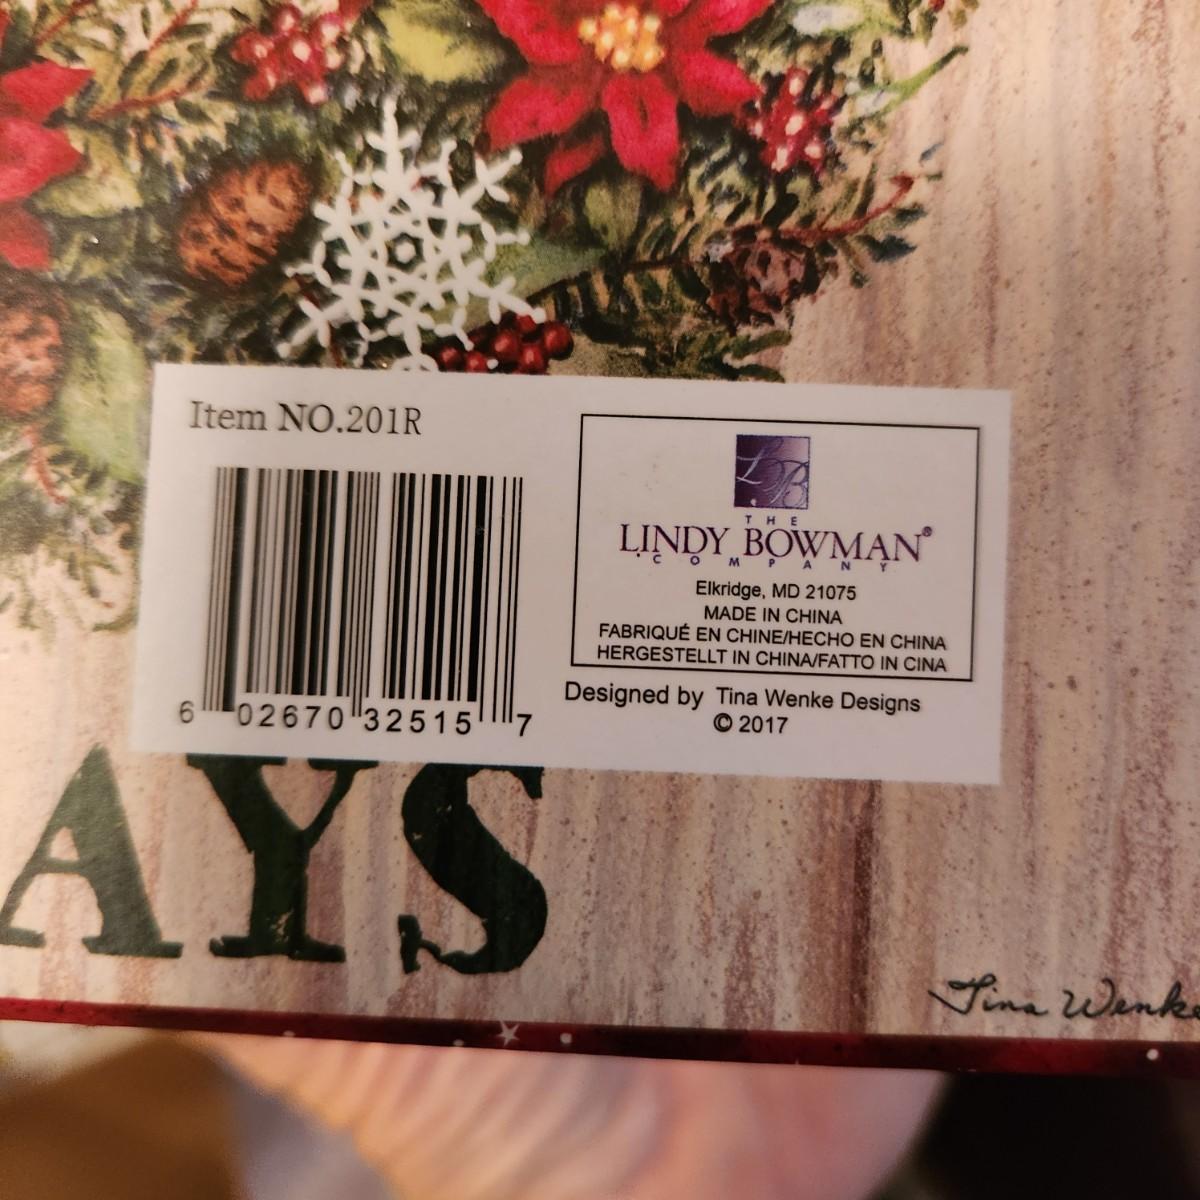 Item NO.201R
6 02670 32515 7
LB
THE
LINDY BOWMAN®
COMPANY
Elkridge, MD 21075
MADE IN CHINA
FABRIQUÉ EN CHINE/HECHO EN CHINA
HERGESTELLT IN CHINA/FATTO IN CINA
Designed by Tina Wenke Designs
© 2017
AYS
Tina Wenke